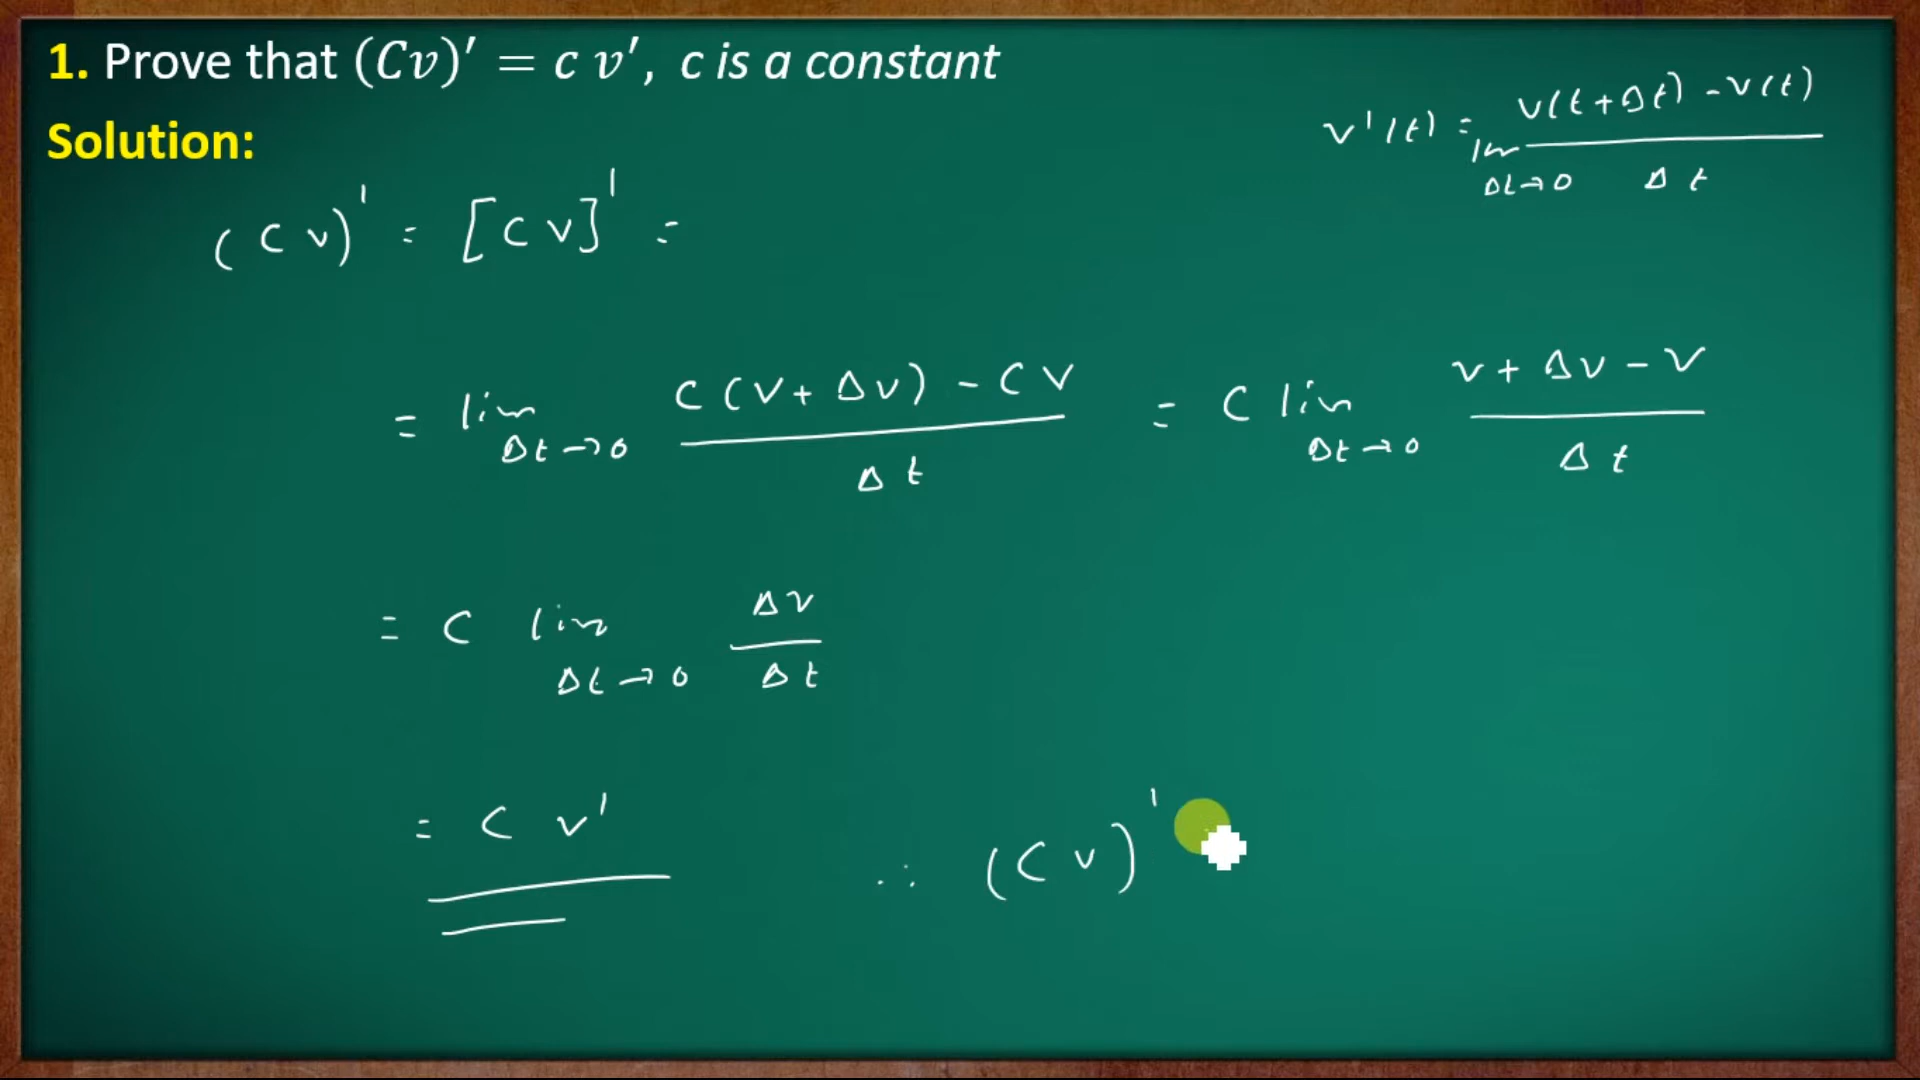 1. Prove that (Cv)′ = c v′, c is a constant
Solution:
v'(t) = lim Δt→0 v(t+Δt) - v(t) / Δt
(C v)' = [C v]' =
= lim Δt→0 C (v + Δv) - C v / Δt = C lim Δt→0 v + Δv - v / Δt
= C lim Δt→0 Δv / Δt
= C v' ∴ (C v)'